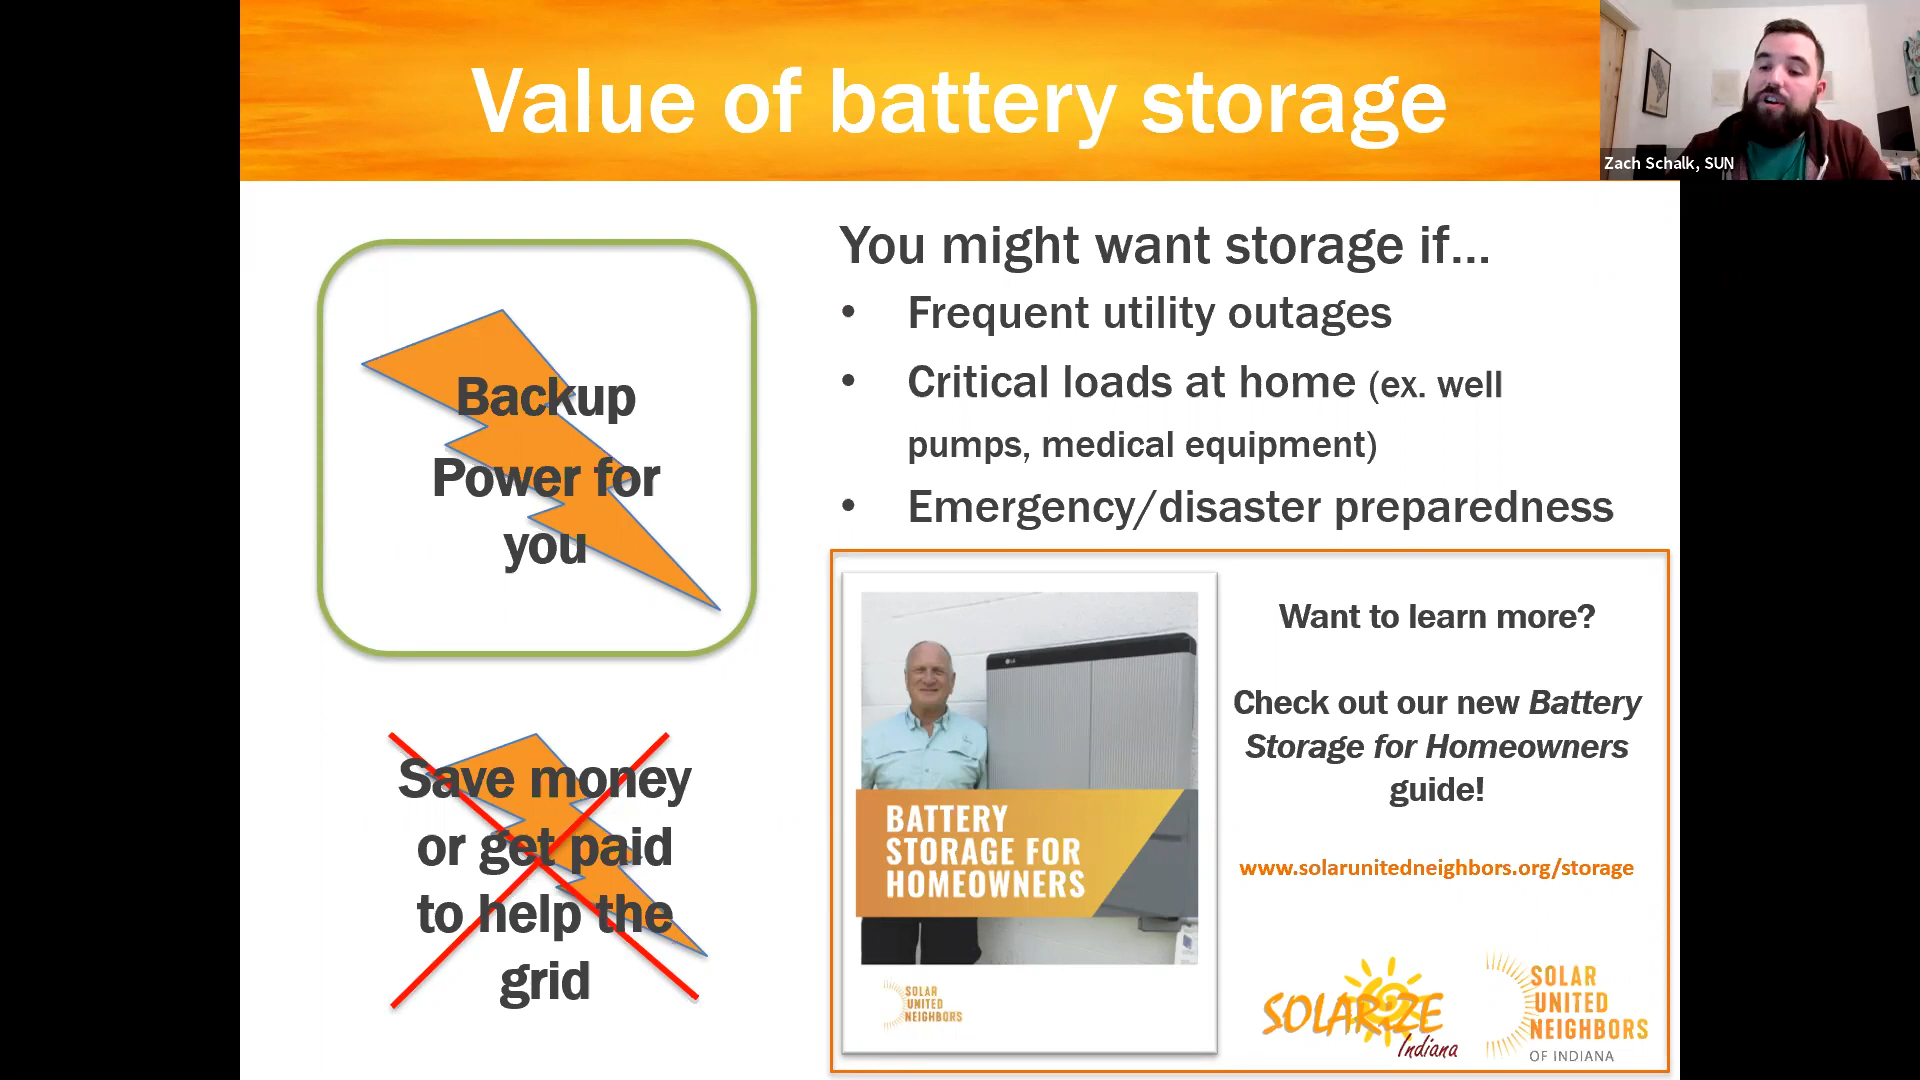 Value of battery storage
Zach Schalk, SUN
Backup
Power for
you
Save money
or get paid
to help the
grid
You might want storage if...
• Frequent utility outages
• Critical loads at home (ex. well
pumps, medical equipment)
• Emergency/disaster preparedness
LG
BATTERY
STORAGE FOR
HOMEOWNERS
SOLAR
UNITED
NEIGHBORS
Want to learn more?
Check out our new Battery
Storage for Homeowners
guide!
www.solarunitedneighbors.org/storage
SOLARIZE
Indiana
SOLAR
UNITED
NEIGHBORS
OF INDIANA